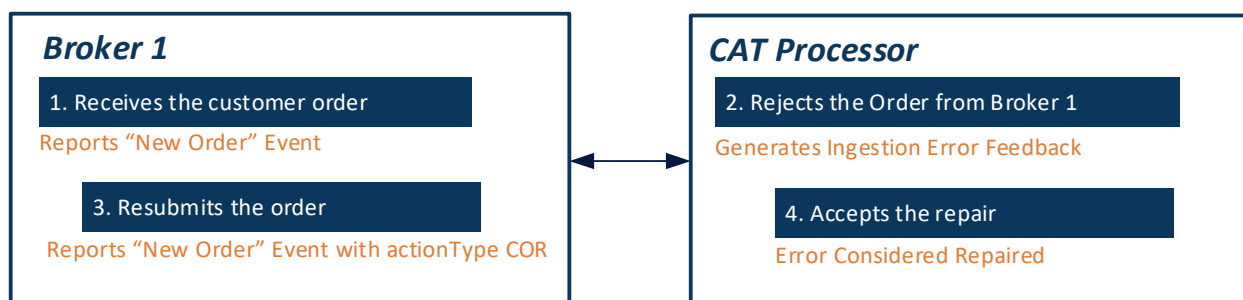 Broker 1
1. Receives the customer order
Reports “New Order” Event
3. Resubmits the order
Reports “New Order” Event with actionType COR
CAT Processor
2. Rejects the Order from Broker 1
Generates Ingestion Error Feedback
4. Accepts the repair
Error Considered Repaired